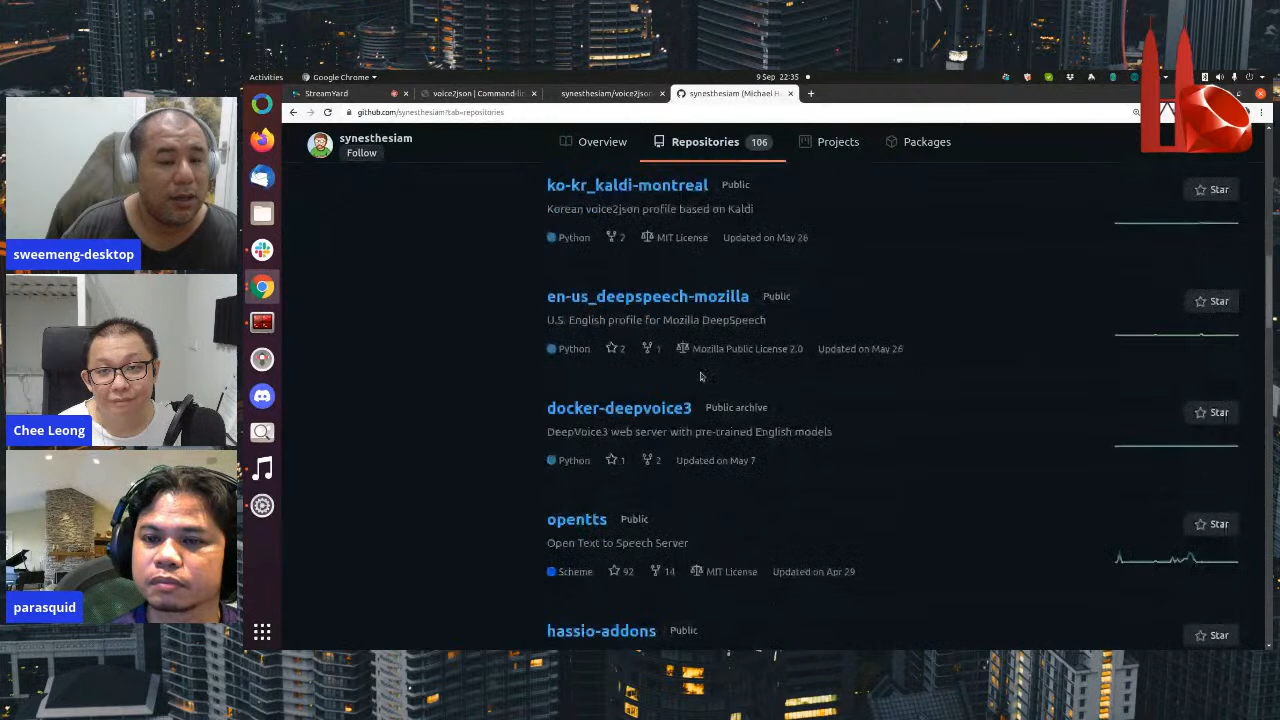 Activities
Google Chrome
9 Sep 22:35
StreamYard
voice2json | Command-li
synesthesiam/voice2json
synesthesiam (Michael H
github.com/synesthesiam?tab=repositories
synesthesiam
Follow
Overview
Repositories 106
Projects
Packages
ko-kr_kaldi-montreal Public
Star
Korean voice2json profile based on Kaldi
Python 2 MIT License Updated on May 26
en-us_deepspeech-mozilla Public
Star
U.S. English profile for Mozilla DeepSpeech
Python 2 1 Mozilla Public License 2.0 Updated on May 26
docker-deepvoice3 Public archive
Star
DeepVoice3 web server with pre-trained English models
Python 1 2 Updated on May 7
opentts Public
Star
Open Text to Speech Server
Scheme 92 14 MIT License Updated on Apr 29
hassio-addons Public
Star
sweemeng-desktop
Chee Leong
parasquid